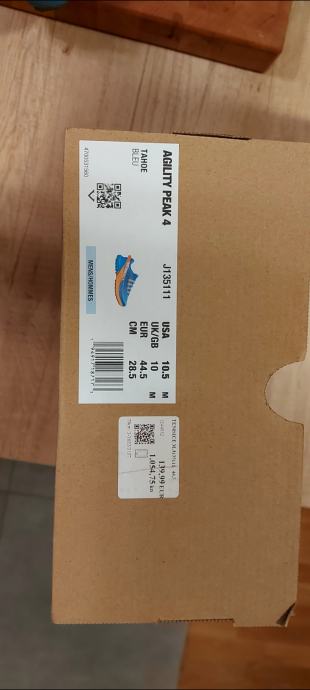 AGILITY PEAK 4
TAHOE
BLEU
J135111
USA 10.5 M
UK/GB 10 M
EUR 44.5
CM 28.5
MENS/HOMMES
139,99 EUR
1.054,75 kn